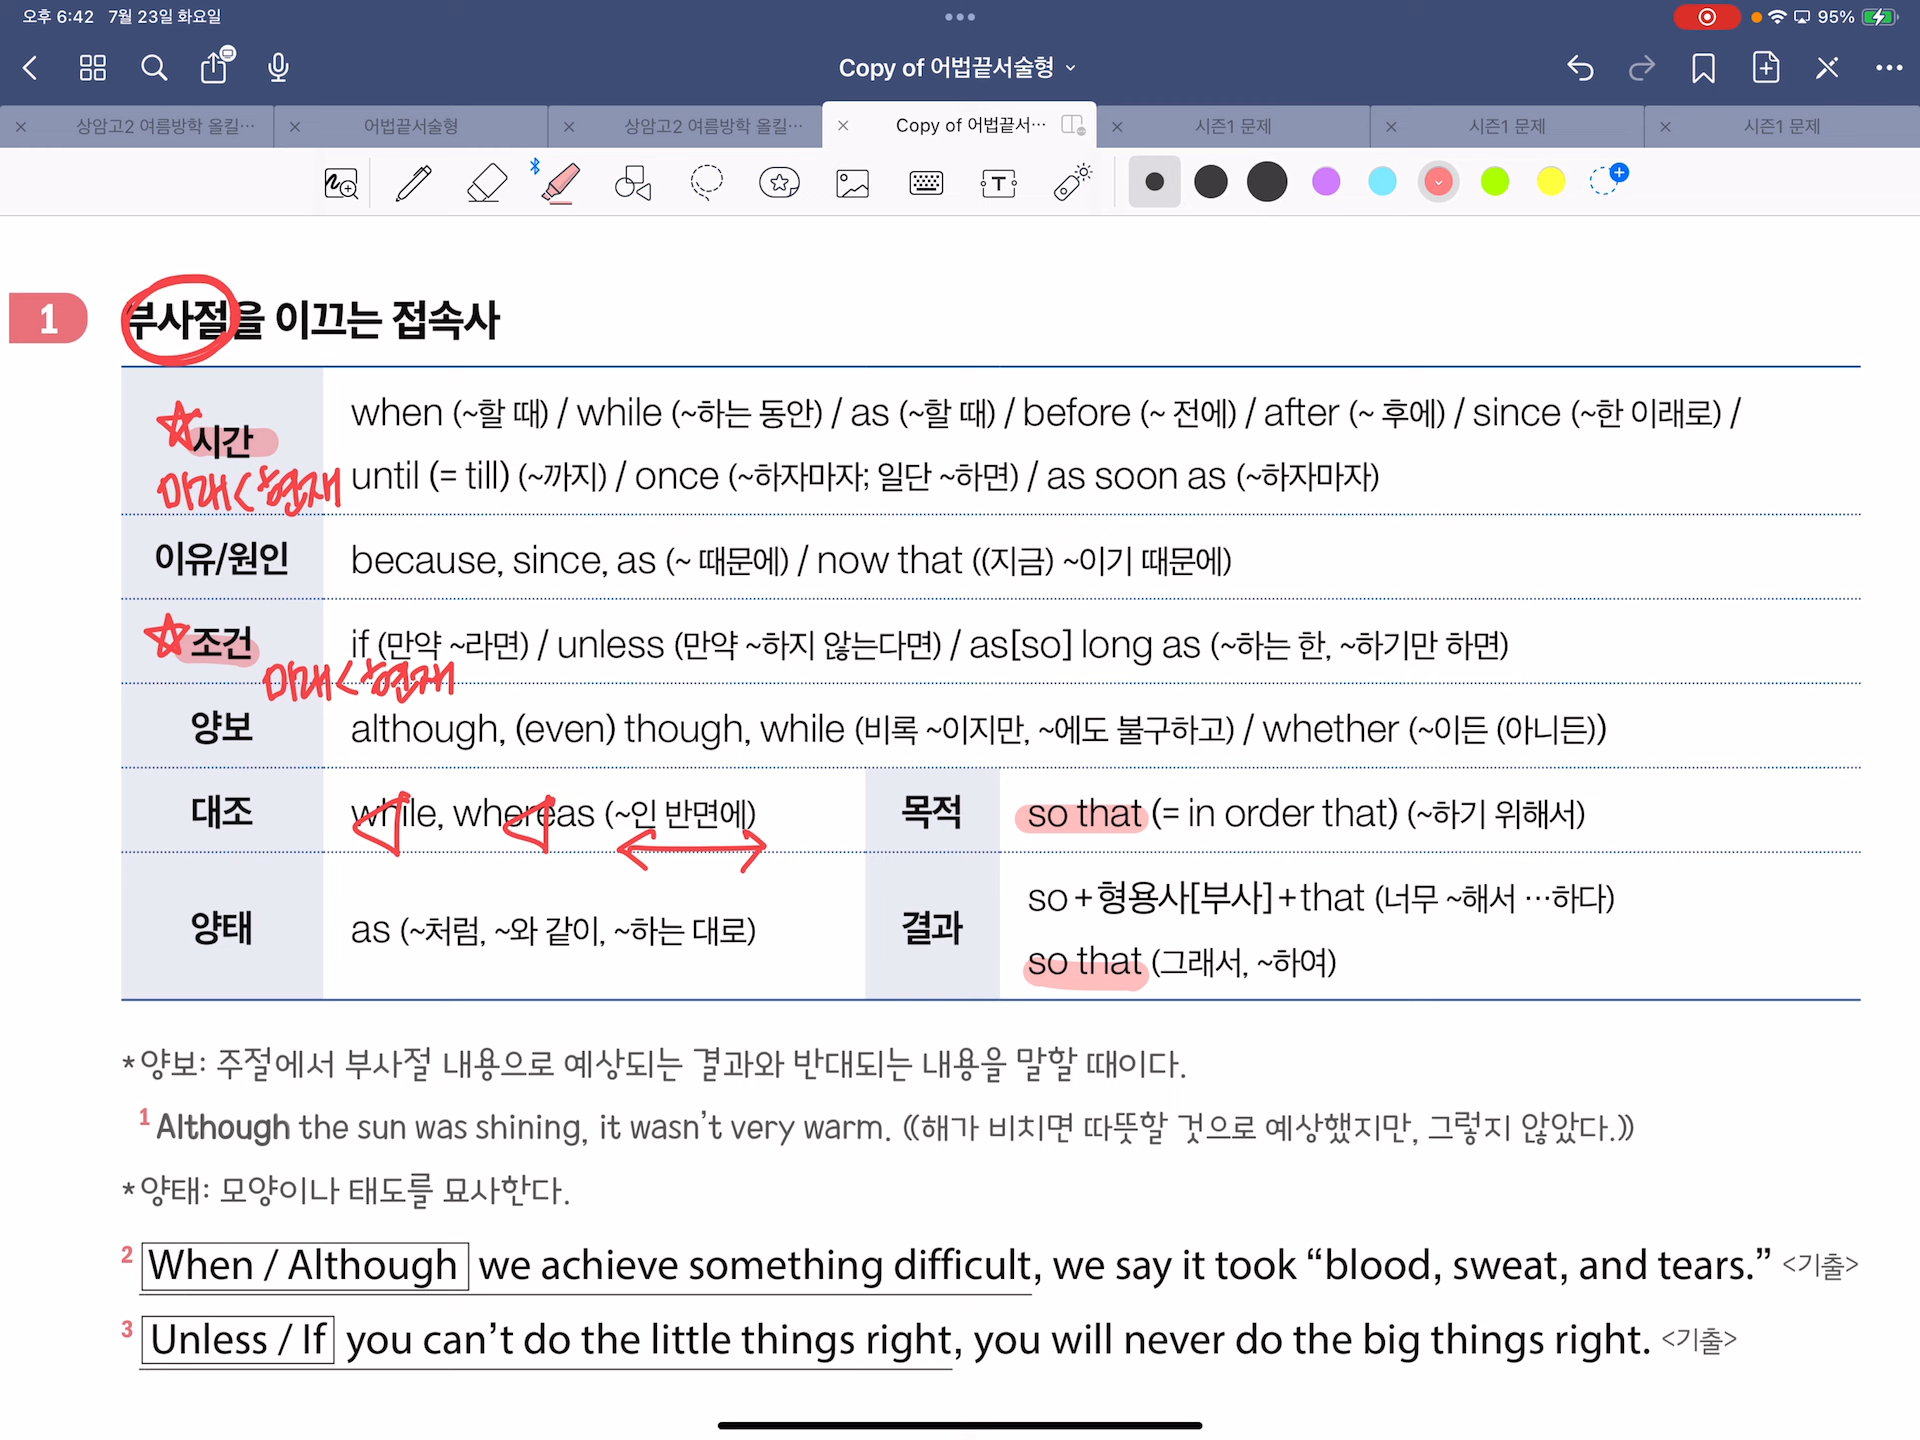 오후 6:42 7월 23일 화요일
95%
Copy of 어법끝서술형
상암고2 여름방학 올킬…
어법끝서술형
상암고2 여름방학 올킬…
Copy of 어법끝서…
시즌1 문제
시즌1 문제
시즌1 문제
1 부사절을 이끄는 접속사
시간
미래<현재
when (~할 때) / while (~하는 동안) / as (~할 때) / before (~ 전에) / after (~ 후에) / since (~한 이래로) /
until (= till) (~까지) / once (~하자마자; 일단 ~하면) / as soon as (~하자마자)
이유/원인 because, since, as (~ 때문에) / now that ((지금) ~이기 때문에)
조건 if (만약 ~라면) / unless (만약 ~하지 않는다면) / as[so] long as (~하는 한, ~하기만 하면)
미래<현재
양보 although, (even) though, while (비록 ~이지만, ~에도 불구하고) / whether (~이든 (아니든))
대조 while, whereas (~인 반면에) 목적 so that (= in order that) (~하기 위해서)
양태 as (~처럼, ~와 같이, ~하는 대로)
결과 so + 형용사[부사] + that (너무 ~해서 …하다)
so that (그래서, ~하여)
*양보: 주절에서 부사절 내용으로 예상되는 결과와 반대되는 내용을 말할 때이다.
1 Although the sun was shining, it wasn't very warm. ((해가 비치면 따뜻할 것으로 예상했지만, 그렇지 않았다.))
*양태: 모양이나 태도를 묘사한다.
2 When / Although we achieve something difficult, we say it took “blood, sweat, and tears.” <기출>
3 Unless / If you can't do the little things right, you will never do the big things right. <기출>